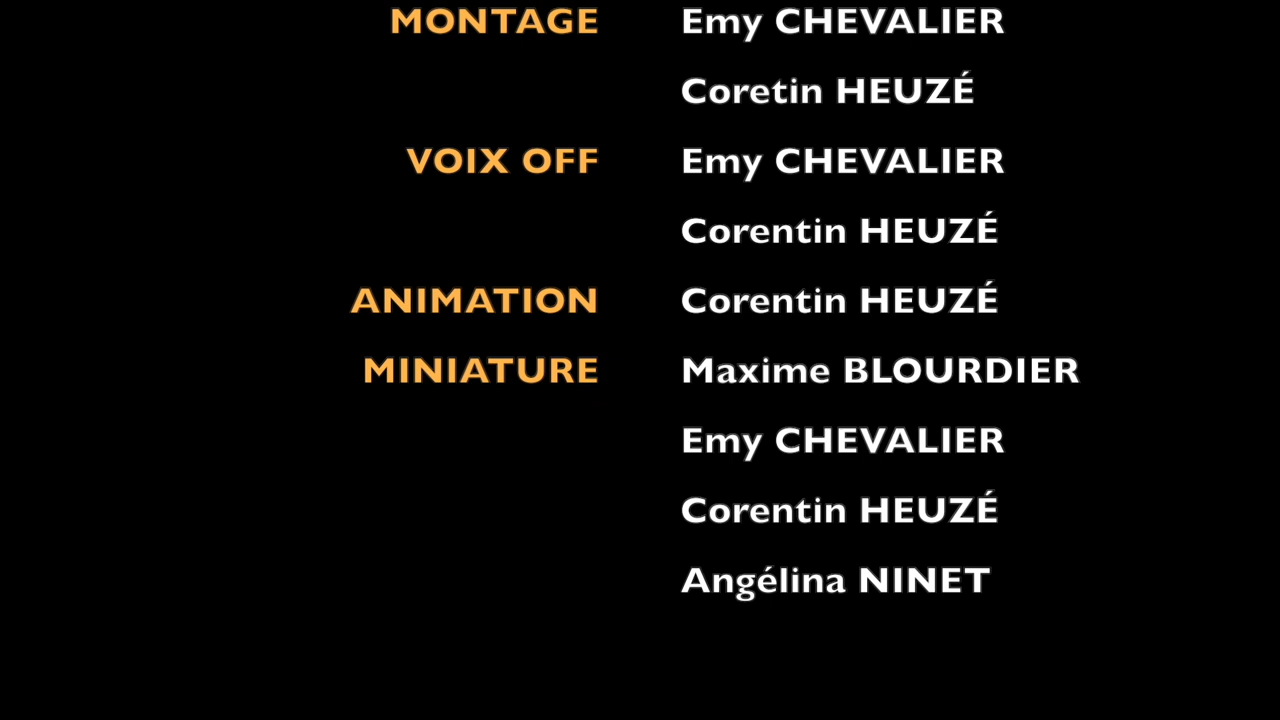 MONTAGE Emy CHEVALIER
Coretin HEUZÉ
VOIX OFF Emy CHEVALIER
Corentin HEUZÉ
ANIMATION Corentin HEUZÉ
MINIATURE Maxime BLOURDIER
Emy CHEVALIER
Corentin HEUZÉ
Angélina NINET